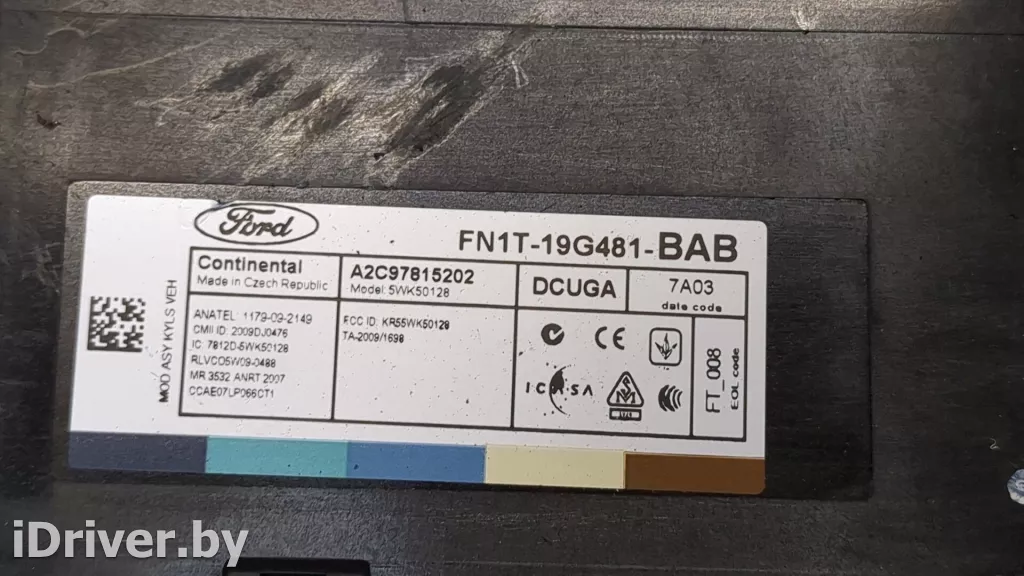 Ford
FN1T-19G481-BAB
Continental
Made in Czech Republic
A2C97815202
Model: 5WK50128
DCUGA
7A03
date code
MOD ASY KYLS VEH
ANATEL: 1179-09-2149
CMII ID: 2009DJ0476
IC: 7812D-5WK50128
RLVCO5W09-0488
MR 3532 ANRT 2007
CCAE07LP066CT1
FCC ID: KR55WK50128
TA-2009/1698
CE
ICASA
FT_008
EOL code
iDriver.by